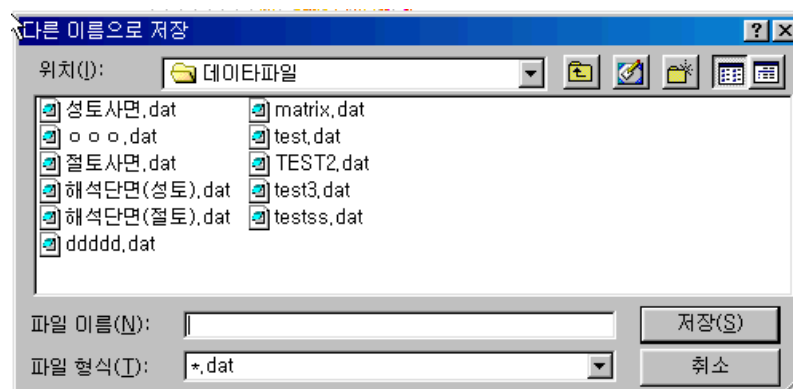 다른 이름으로 저장
위치(I): 데이타파일
성토사면.dat
ㅇㅇㅇ.dat
절토사면.dat
해석단면(성토).dat
해석단면(절토).dat
ddddd.dat
matrix.dat
test.dat
TEST2.dat
test3.dat
testss.dat
파일 이름(N): 저장(S)
파일 형식(T): *.dat 취소